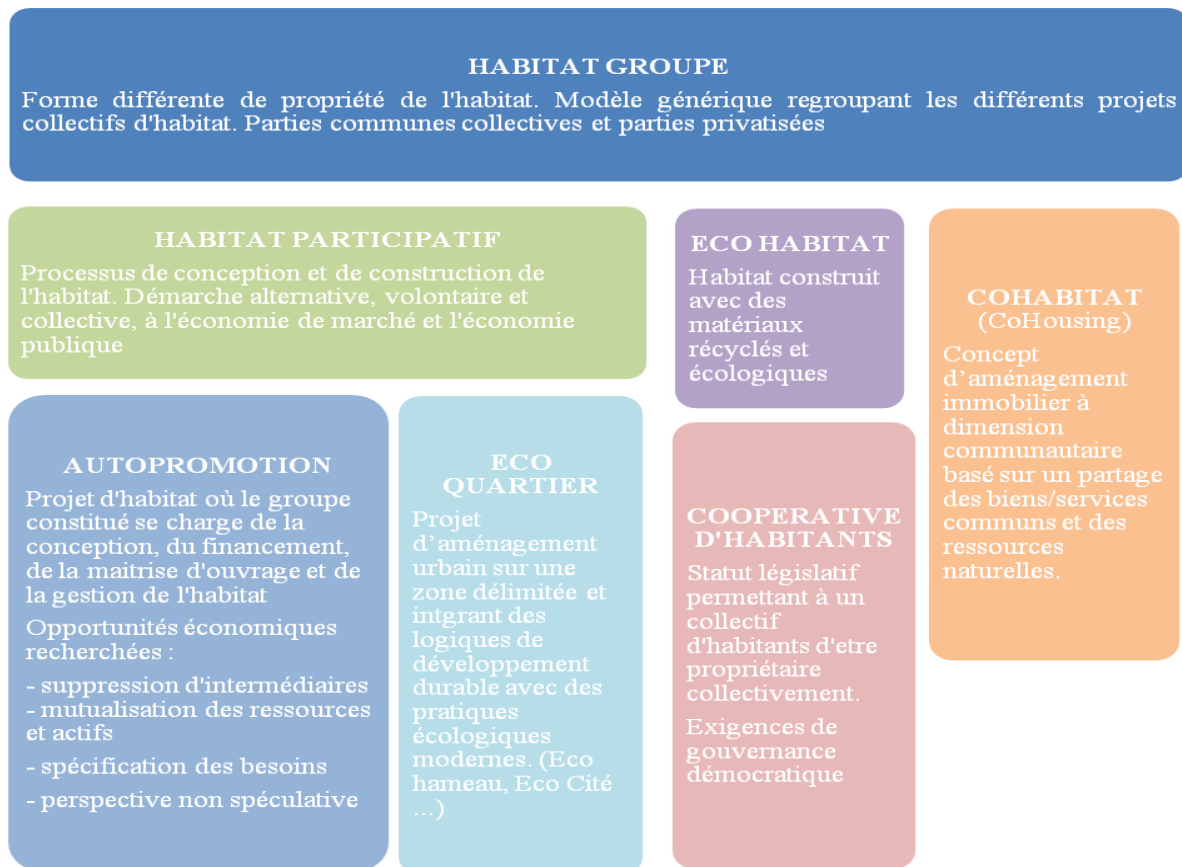 HABITAT GROUPE
Forme différente de propriété de l'habitat. Modèle générique regroupant les différents projets
collectifs d'habitat. Parties communes collectives et parties privatisées
HABITAT PARTICIPATIF
Processus de conception et de construction de
l'habitat. Démarche alternative, volontaire et
collective, à l'économie de marché et l'économie
publique
ECO HABITAT
Habitat construit
avec des
matériaux
récyclés et
écologiques
COHABITAT
(CoHousing)
Concept
d’aménagement
immobilier à
dimension
communautaire
basé sur un partage
des biens/services
communs et des
ressources
naturelles.
AUTOPROMOTION
Projet d'habitat où le groupe
constitué se charge de la
conception, du financement,
de la maitrise d'ouvrage et de
la gestion de l'habitat
Opportunités économiques
recherchées :
- suppression d'intermédiaires
- mutualisation des ressources
et actifs
- spécification des besoins
- perspective non spéculative
ECO
QUARTIER
Projet
d’aménagement
urbain sur une
zone délimitée et
intgrant des
logiques de
développement
durable avec des
pratiques
écologiques
modernes. (Eco
hameau, Eco Cité
...)
COOPERATIVE
D'HABITANTS
Statut législatif
permettant à un
collectif
d'habitants d'etre
propriétaire
collectivement.
Exigences de
gouvernance
démocratique